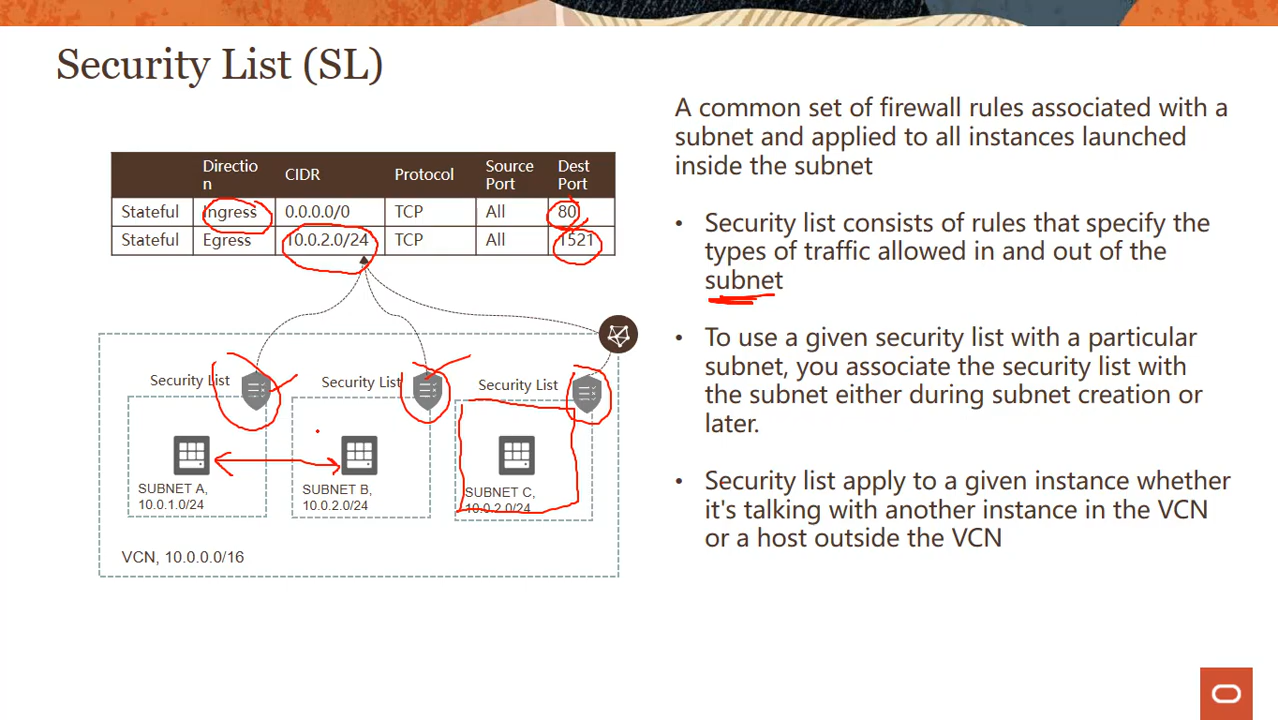 Security List (SL)
A common set of firewall rules associated with a
subnet and applied to all instances launched
inside the subnet
Directio
n
CIDR
Protocol
Source
Port
Dest
Port
Stateful Ingress 0.0.0.0/0 TCP All 80
Stateful Egress 10.0.2.0/24 TCP All 1521
• Security list consists of rules that specify the
types of traffic allowed in and out of the
subnet
• To use a given security list with a particular
subnet, you associate the security list with
the subnet either during subnet creation or
later.
• Security list apply to a given instance whether
it's talking with another instance in the VCN
or a host outside the VCN
Security List
Security List
Security List
SUBNET A,
10.0.1.0/24
SUBNET B,
10.0.2.0/24
SUBNET C,
10.0.2.0/24
VCN, 10.0.0.0/16